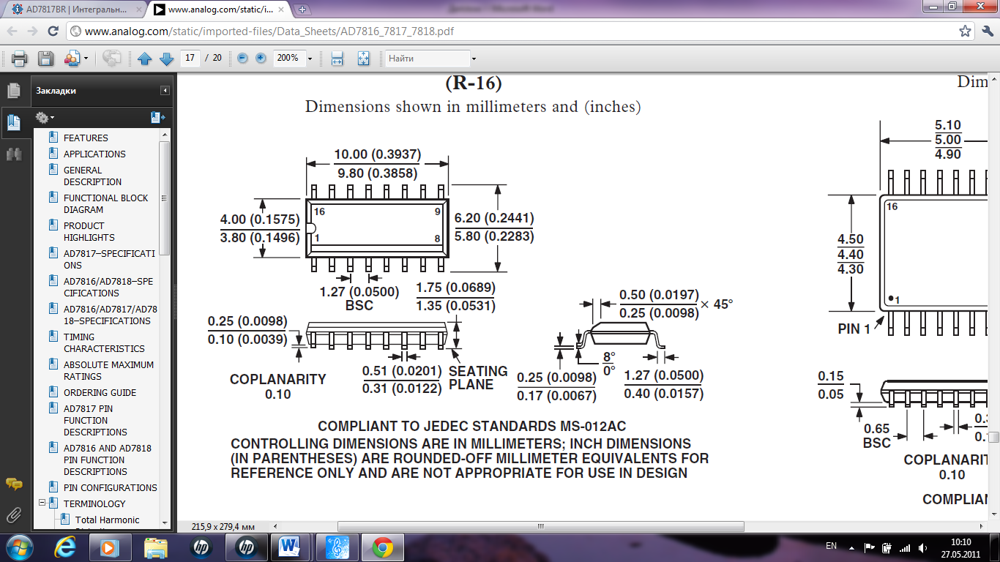 AD7817BR | Интегральн
www.analog.com/static/i...
www.analog.com/static/imported-files/Data_Sheets/AD7816_7817_7818.pdf
17 / 20
200%
Найти
Закладки
FEATURES
APPLICATIONS
GENERAL
DESCRIPTION
FUNCTIONAL BLOCK
DIAGRAM
PRODUCT
HIGHLIGHTS
AD7817—SPECIFICATI
ONS
AD7816/AD7818—SPE
CIFICATIONS
AD7816/AD7817/AD78
18—SPECIFICATIONS
TIMING
CHARACTERISTICS
ABSOLUTE MAXIMUM
RATINGS
ORDERING GUIDE
AD7817 PIN
FUNCTION
DESCRIPTIONS
AD7816 AND AD7818
PIN FUNCTION
DESCRIPTIONS
PIN CONFIGURATIONS
TERMINOLOGY
Total Harmonic
(R-16)
Dimensions shown in millimeters and (inches)
10.00 (0.3937)
9.80 (0.3858)
4.00 (0.1575)
3.80 (0.1496)
16
9
1
8
6.20 (0.2441)
5.80 (0.2283)
1.27 (0.0500)
BSC
1.75 (0.0689)
1.35 (0.0531)
0.25 (0.0098)
0.10 (0.0039)
COPLANARITY
0.10
0.51 (0.0201)
0.31 (0.0122)
SEATING
PLANE
0.50 (0.0197)
0.25 (0.0098)
× 45°
8°
0°
0.25 (0.0098)
0.17 (0.0067)
1.27 (0.0500)
0.40 (0.0157)
COMPLIANT TO JEDEC STANDARDS MS-012AC
CONTROLLING DIMENSIONS ARE IN MILLIMETERS; INCH DIMENSIONS
(IN PARENTHESES) ARE ROUNDED-OFF MILLIMETER EQUIVALENTS FOR
REFERENCE ONLY AND ARE NOT APPROPRIATE FOR USE IN DESIGN
Dim
5.10
5.00
4.90
16
4.50
4.40
4.30
1
PIN 1
0.15
0.05
0.65
BSC
COPLANARIT
0.10
COMPLIAN
215,9 x 279,4 мм
EN
10:10
27.05.2011